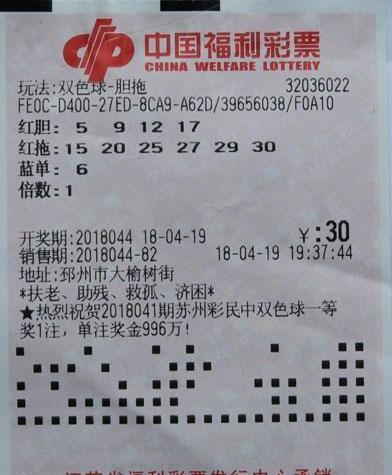 中国福利彩票
CHINA WELFARE LOTTERY
玩法:双色球-胆拖 32036022
FE0C-D400-27ED-8CA9-A62D/39656038/F0A10
红胆: 5 9 12 17
红拖: 15 20 25 27 29 30
蓝单: 6
倍数: 1
开奖期:2018044 18-04-19 ￥:30
销售期:2018044-82 18-04-19 19:37:44
地址:邳州市大榆树街
*扶老、助残、救孤、济困*
★热烈祝贺2018041期苏州彩民中双色球一等
奖1注,单注奖金996万!